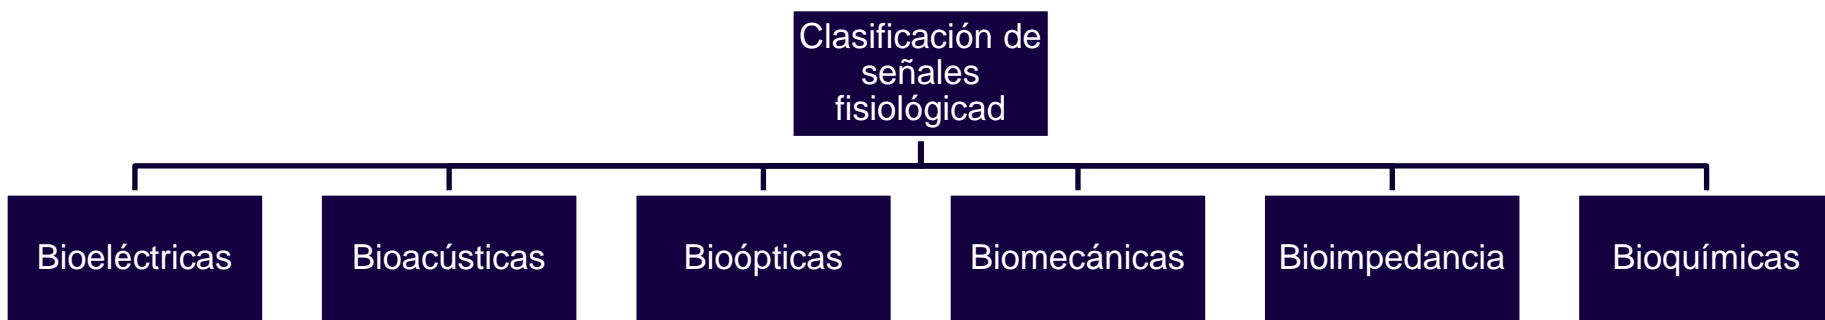 Clasificación de
señales
fisiológicad
Bioeléctricas
Bioacústicas
Bioópticas
Biomecánicas
Bioimpedancia
Bioquímicas